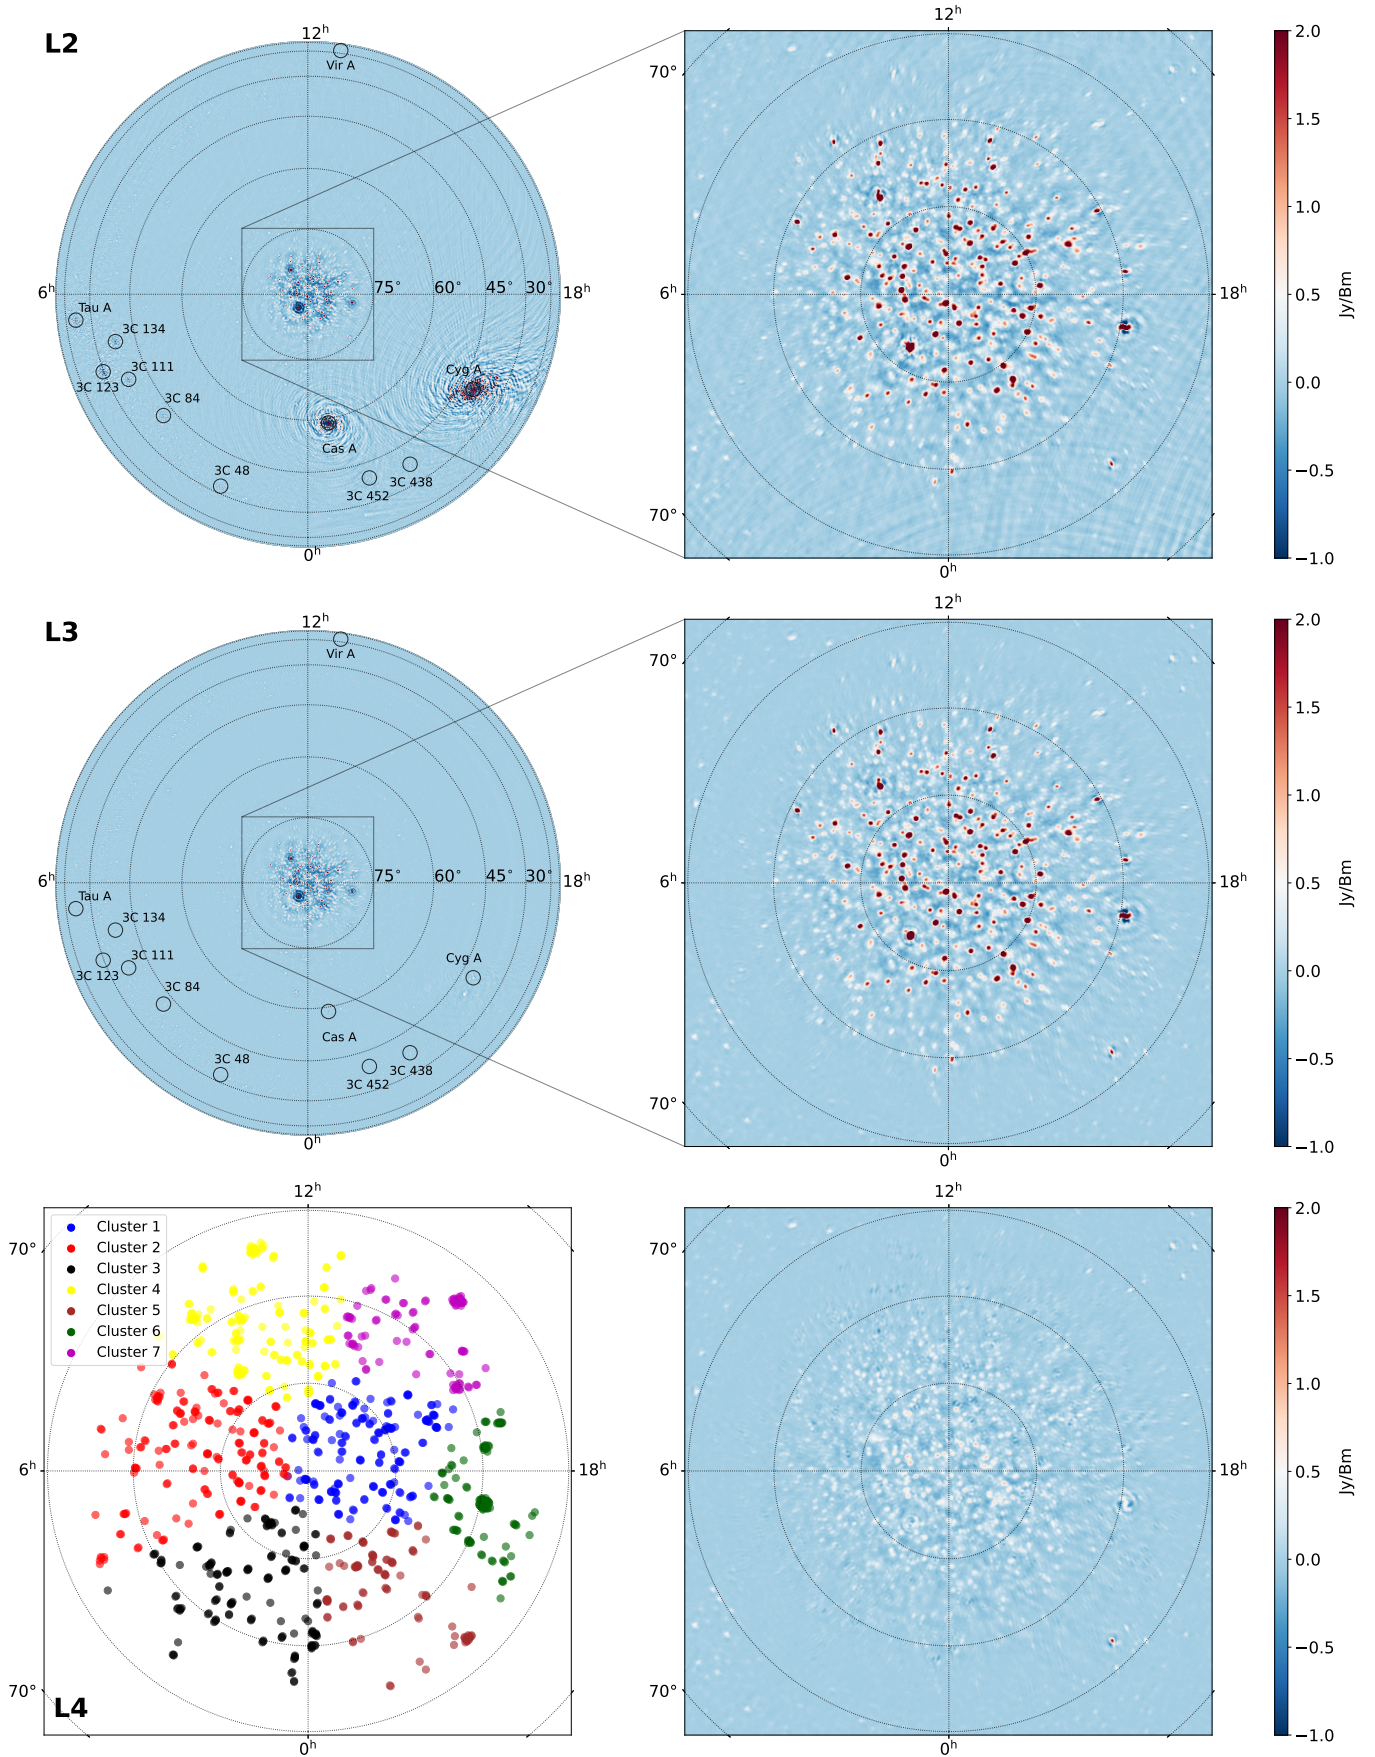 L2
12h
Vir A
6h
75° 60° 45° 30° 18h
Tau A
3C 134
3C 111
3C 123
3C 84
Cyg A
Cas A
3C 48
3C 438
3C 452
0h
12h
70°
18h
70°
0h
2.0
1.5
1.0
0.5
0.0
−0.5
−1.0
Jy/Bm
L3
12h
Vir A
6h
75° 60° 45° 30° 18h
Tau A
3C 134
3C 111
3C 123
3C 84
Cyg A
Cas A
3C 48
3C 438
3C 452
0h
12h
70°
18h
70°
0h
2.0
1.5
1.0
0.5
0.0
−0.5
−1.0
Jy/Bm
12h
Cluster 1
Cluster 2
Cluster 3
Cluster 4
Cluster 5
Cluster 6
Cluster 7
70°
6h
18h
70°
L4
0h
12h
70°
6h
18h
70°
0h
2.0
1.5
1.0
0.5
0.0
−0.5
−1.0
Jy/Bm